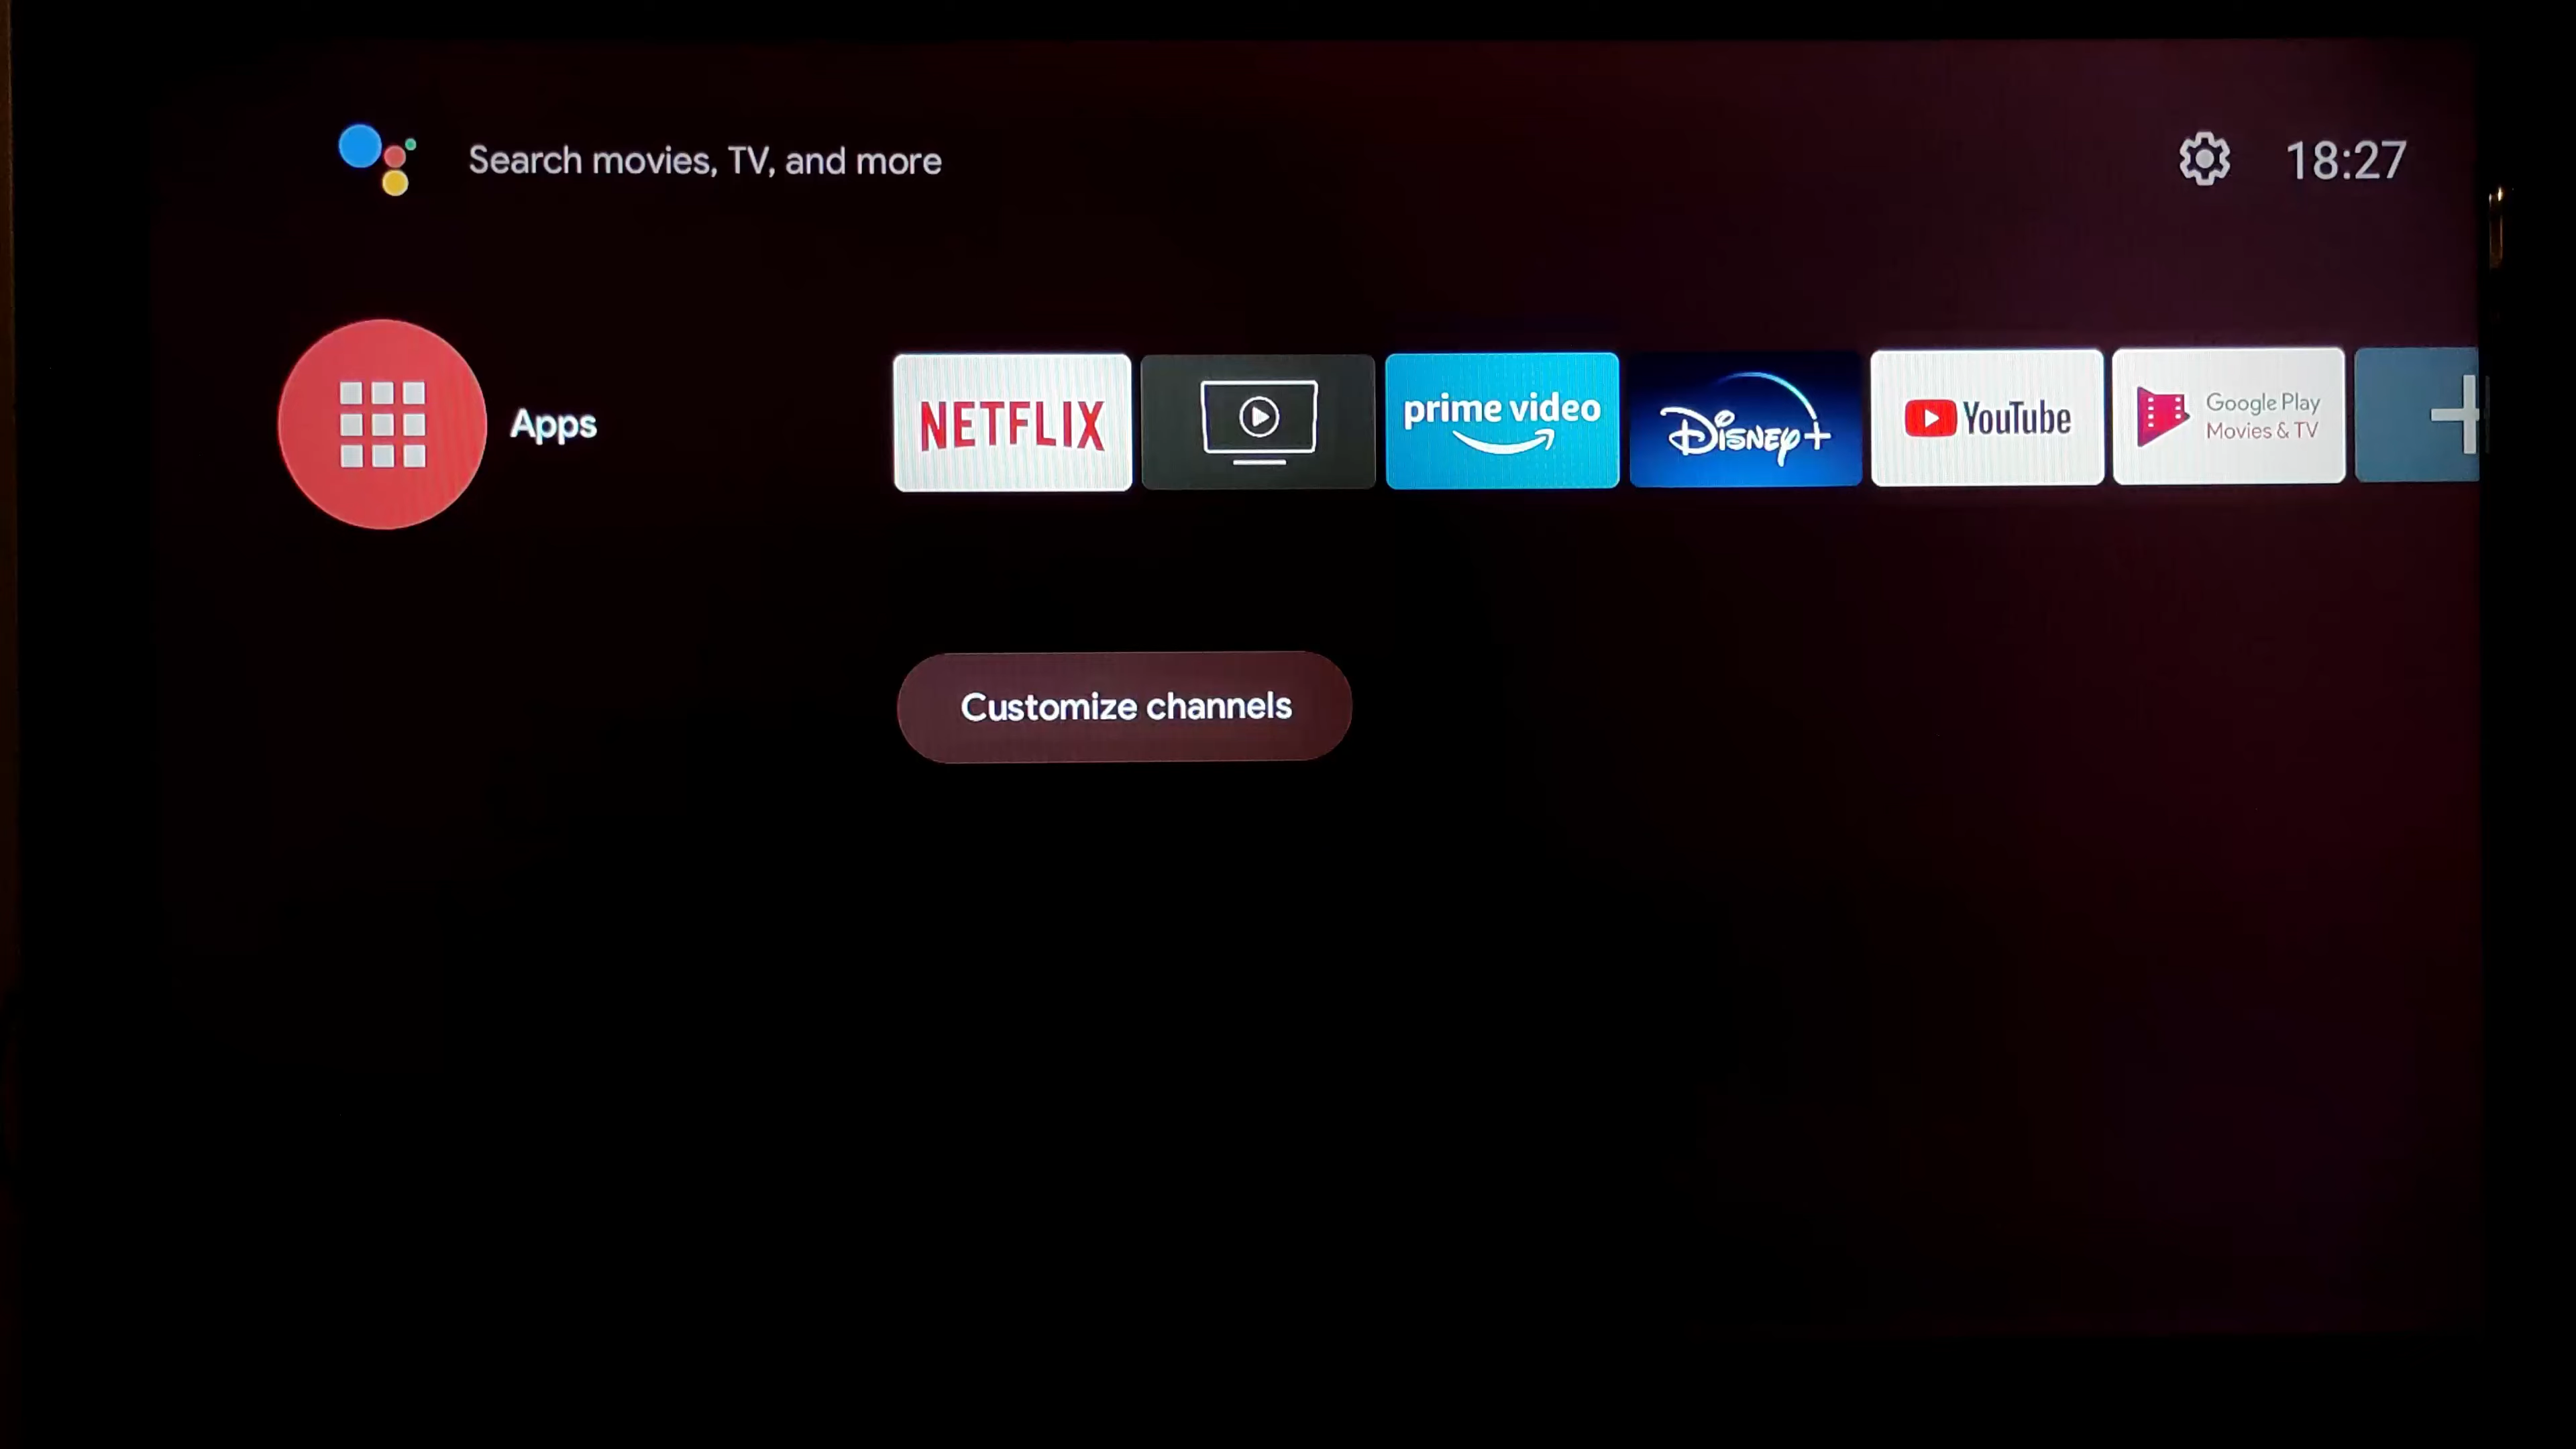 Search movies, TV, and more
18:27
Apps
NETFLIX
prime video
Disney+
YouTube
Google Play
Movies & TV
Customize channels